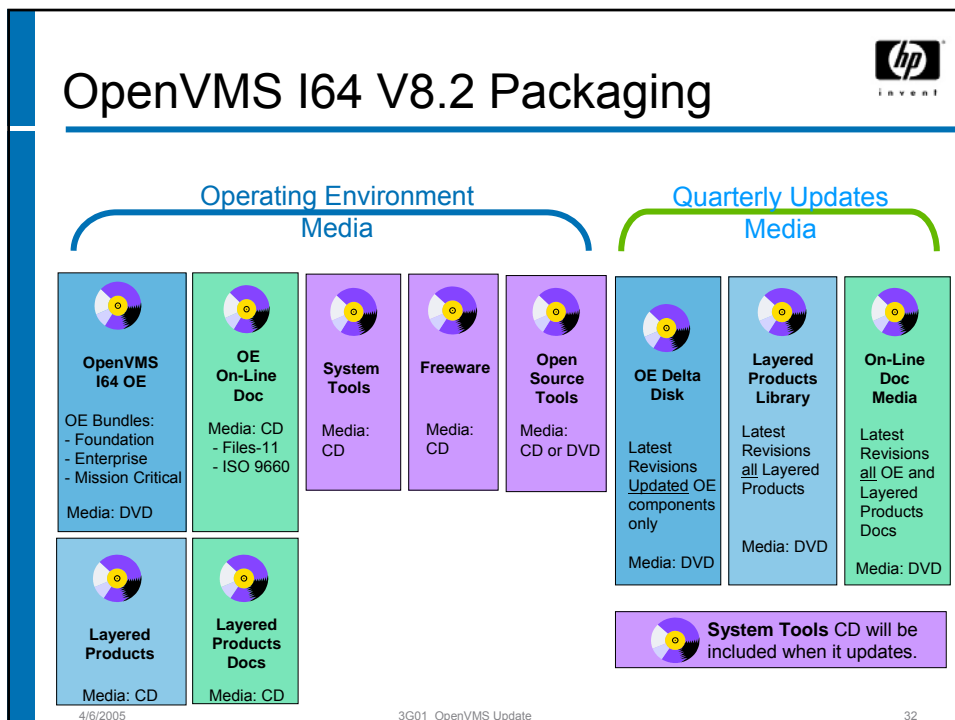 OpenVMS I64 V8.2 Packaging
hp
invent
Operating Environment
Media
Quarterly Updates
Media
OpenVMS
I64 OE
OE Bundles:
- Foundation
- Enterprise
- Mission Critical
Media: DVD
OE
On-Line
Doc
Media: CD
- Files-11
- ISO 9660
System
Tools
Media:
CD
Freeware
Media:
CD
Open
Source
Tools
Media:
CD or DVD
OE Delta
Disk
Latest
Revisions
Updated OE
components
only
Media: DVD
Layered
Products
Library
Latest
Revisions
all Layered
Products
Media: DVD
On-Line
Doc
Media
Latest
Revisions
all OE and
Layered
Products
Docs
Media: DVD
Layered
Products
Media: CD
Layered
Products
Docs
Media: CD
System Tools CD will be
included when it updates.
4/6/2005
3G01 OpenVMS Update
32